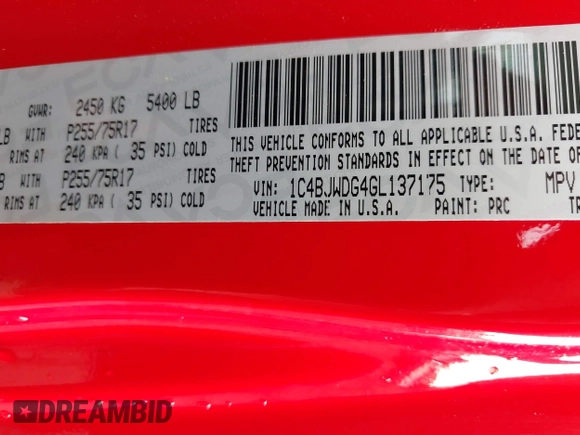 GVWR: 2450 KG 5400 LB
LB WITH P255/75R17 TIRES
RIMS AT 240 KPA ( 35 PSI) COLD
B WITH P255/75R17 TIRES
RIMS AT 240 KPA ( 35 PSI) COLD
THIS VEHICLE CONFORMS TO ALL APPLICABLE U.S.A. FEDE
THEFT PREVENTION STANDARDS IN EFFECT ON THE DATE O
VIN: 1C4BJWDG4GL137175 TYPE: MPV
VEHICLE MADE IN U.S.A. PAINT: PRC TR
DREAMBID